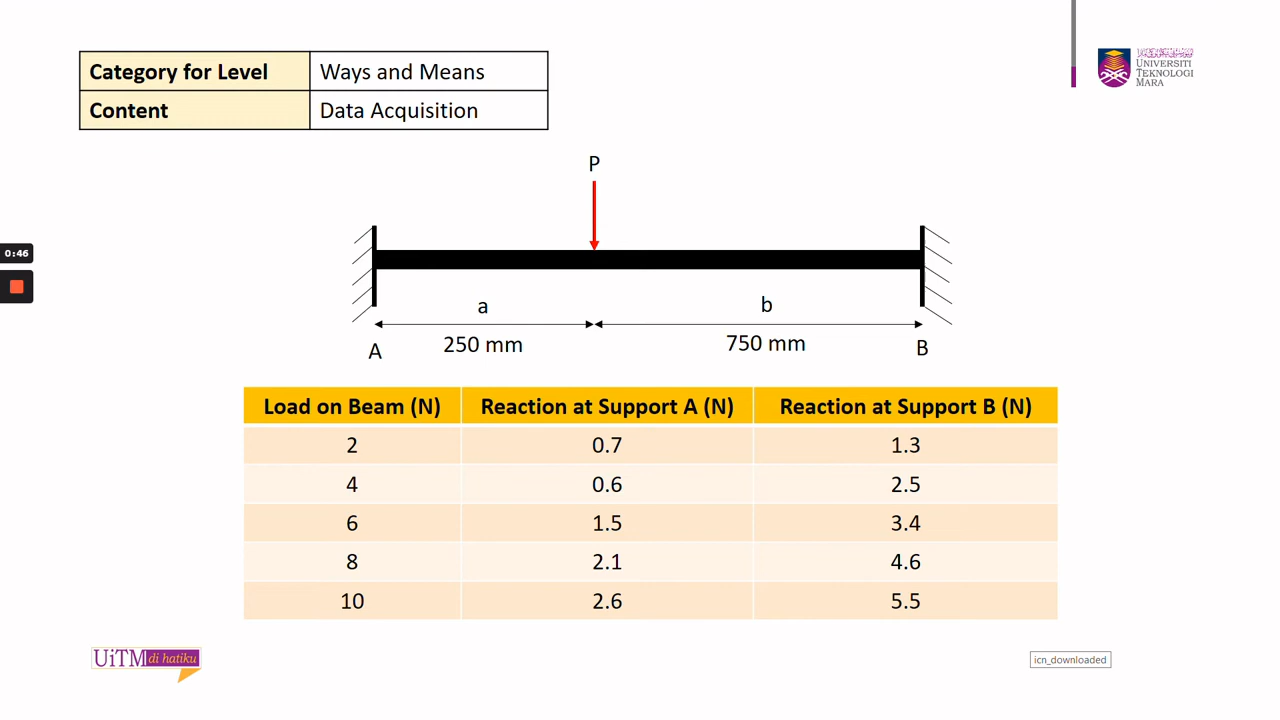 Category for Level Ways and Means
Content Data Acquisition
UNIVERSITI
TEKNOLOGI
MARA
P
0:46
a b
250 mm 750 mm
A B
Load on Beam (N) Reaction at Support A (N) Reaction at Support B (N)
2 0.7 1.3
4 0.6 2.5
6 1.5 3.4
8 2.1 4.6
10 2.6 5.5
UiTM di hatiku
icn_downloaded